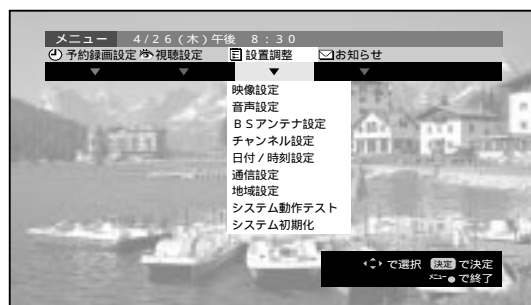 メニュー 4/26(木)午後 8:30
予約録画設定 視聴設定 設置調整 お知らせ
映像設定
音声設定
BSアンテナ設定
チャンネル設定
日付/時刻設定
通信設定
地域設定
システム動作テスト
システム初期化
で選択 決定 で決定
メニュー で終了